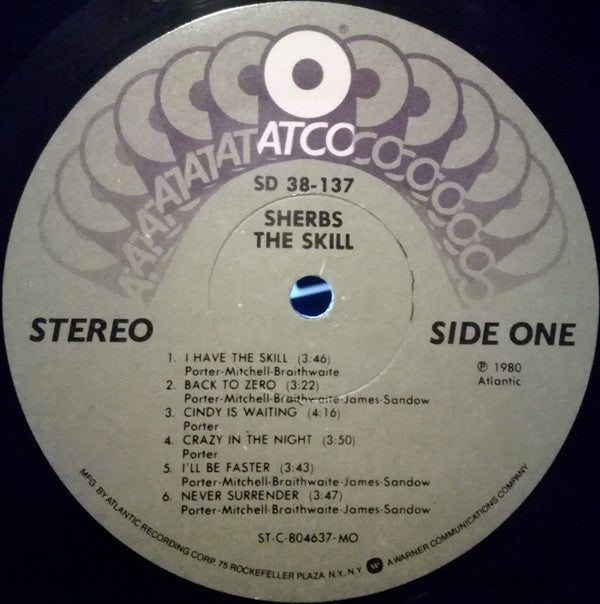 ATCO®
SD 38-137
SHERBS
THE SKILL
STEREO
SIDE ONE
1. I HAVE THE SKILL (3:46)
Porter-Mitchell-Braithwaite
2. BACK TO ZERO (3:22)
Porter-Mitchell-Braithwaite-James-Sandow
3. CINDY IS WAITING (4:16)
Porter
4. CRAZY IN THE NIGHT (3:50)
Porter
5. I'LL BE FASTER (3:43)
Porter-Mitchell-Braithwaite-James-Sandow
6. NEVER SURRENDER (3:47)
Porter-Mitchell-Braithwaite-James-Sandow
℗ 1980
Atlantic
ST-C-804637-MO
MFG. BY ATLANTIC RECORDING CORP. 75 ROCKEFELLER PLAZA, N.Y., N.Y. W A WARNER COMMUNICATIONS COMPANY